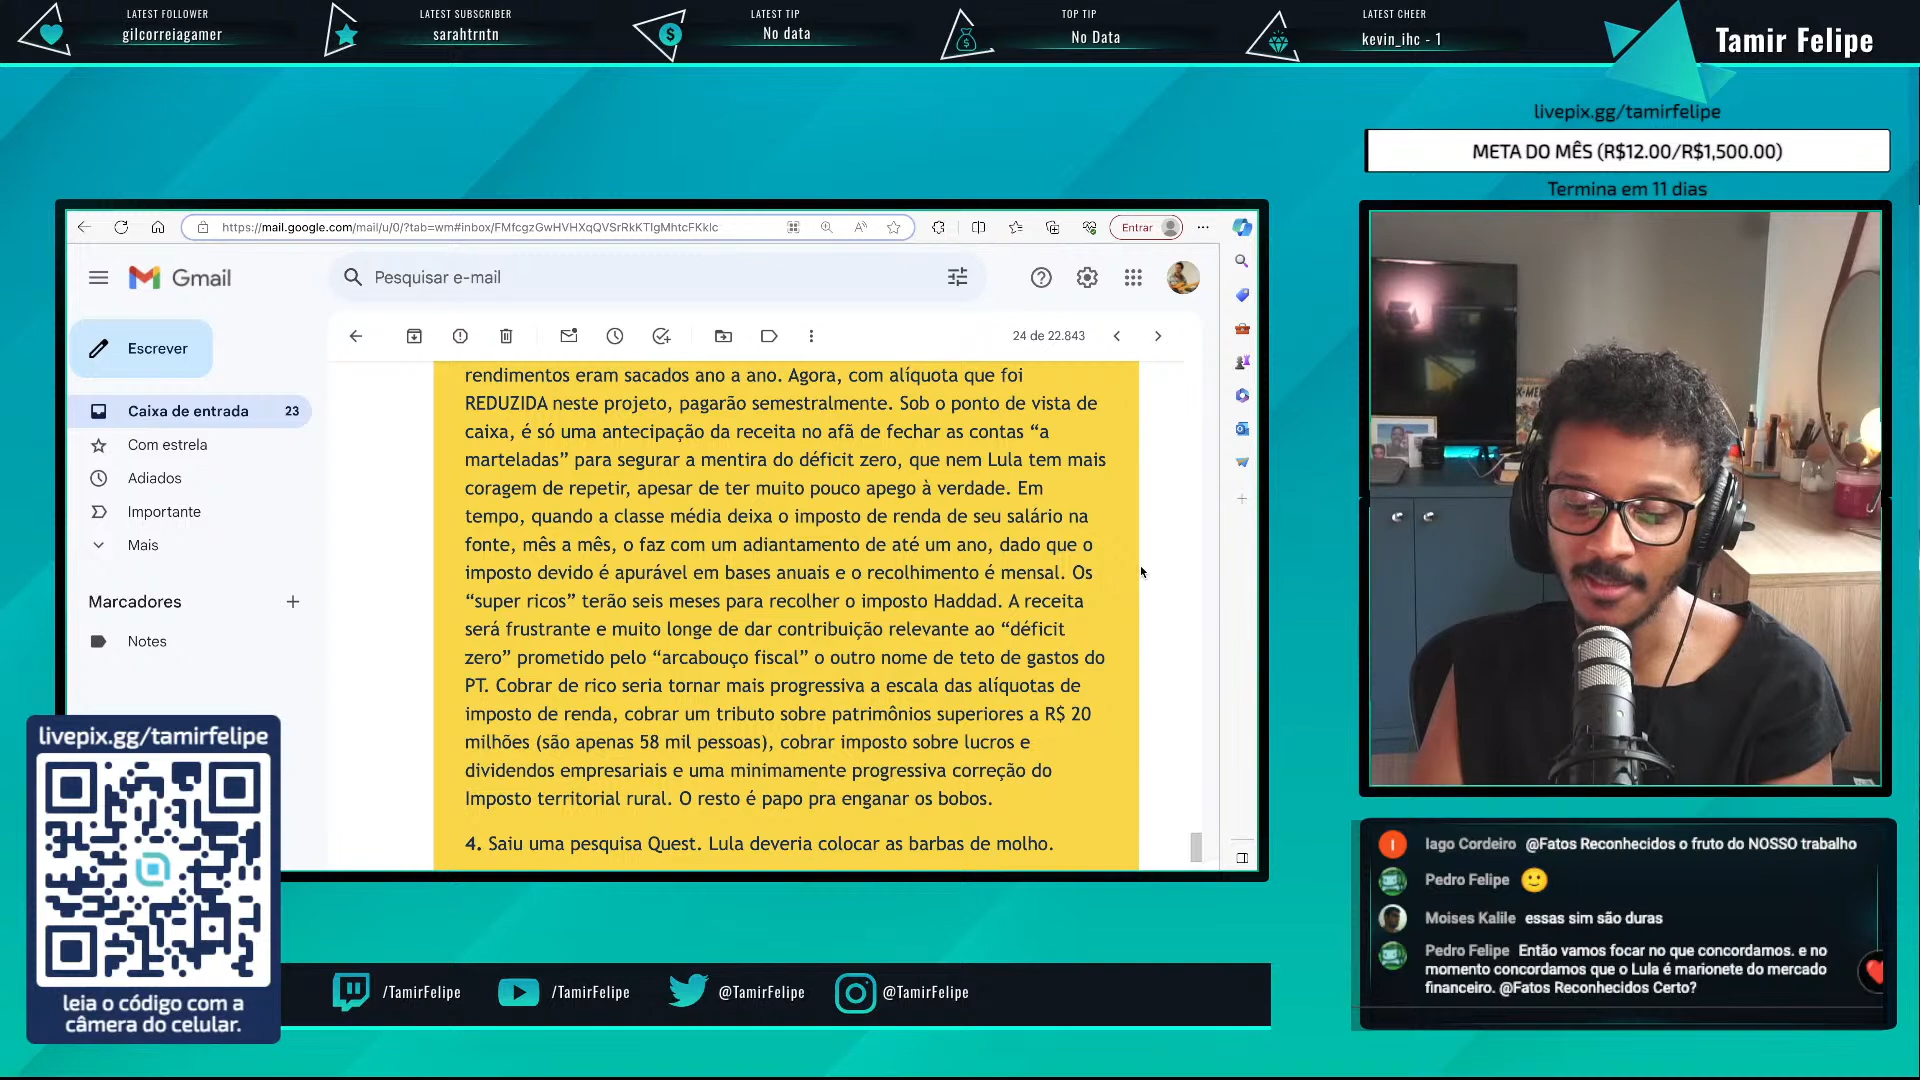 LATEST FOLLOWER
gilcorreiagamer
LATEST SUBSCRIBER
sarahtrntn
LATEST TIP
No data
TOP TIP
No Data
LATEST CHEER
kevin_ihc - 1
Tamir Felipe
livepix.gg/tamirfelipe
META DO MÊS (R$12.00/R$1,500.00)
Termina em 11 dias
https://mail.google.com/mail/u/0/?tab=wm#inbox/FMfcgzGwHVHXqQVSrRkKTlgMhtcFKklc
Entrar
Gmail
Pesquisar e-mail
Escrever
24 de 22.843
Caixa de entrada 23
Com estrela
Adiados
Importante
Mais
Marcadores
Notes
rendimentos eram sacados ano a ano. Agora, com alíquota que foi
REDUZIDA neste projeto, pagarão semestralmente. Sob o ponto de vista de
caixa, é só uma antecipação da receita no afã de fechar as contas “a
marteladas” para segurar a mentira do déficit zero, que nem Lula tem mais
coragem de repetir, apesar de ter muito pouco apego à verdade. Em
tempo, quando a classe média deixa o imposto de renda de seu salário na
fonte, mês a mês, o faz com um adiantamento de até um ano, dado que o
imposto devido é apurável em bases anuais e o recolhimento é mensal. Os
“super ricos” terão seis meses para recolher o imposto Haddad. A receita
será frustrante e muito longe de dar contribuição relevante ao “déficit
zero” prometido pelo “arcabouço fiscal” o outro nome de teto de gastos do
PT. Cobrar de rico seria tornar mais progressiva a escala das alíquotas de
imposto de renda, cobrar um tributo sobre patrimônios superiores a R$ 20
milhões (são apenas 58 mil pessoas), cobrar imposto sobre lucros e
dividendos empresariais e uma minimamente progressiva correção do
Imposto territorial rural. O resto é papo pra enganar os bobos.
4. Saiu uma pesquisa Quest. Lula deveria colocar as barbas de molho.
livepix.gg/tamirfelipe
leia o código com a
câmera do celular.
/TamirFelipe
/TamirFelipe
@TamirFelipe
@TamirFelipe
Iago Cordeiro @Fatos Reconhecidos o fruto do NOSSO trabalho
Pedro Felipe 🙂
Moises Kalile essas sim são duras
Pedro Felipe Então vamos focar no que concordamos. e no
momento concordamos que o Lula é marionete do mercado
financeiro. @Fatos Reconhecidos Certo?